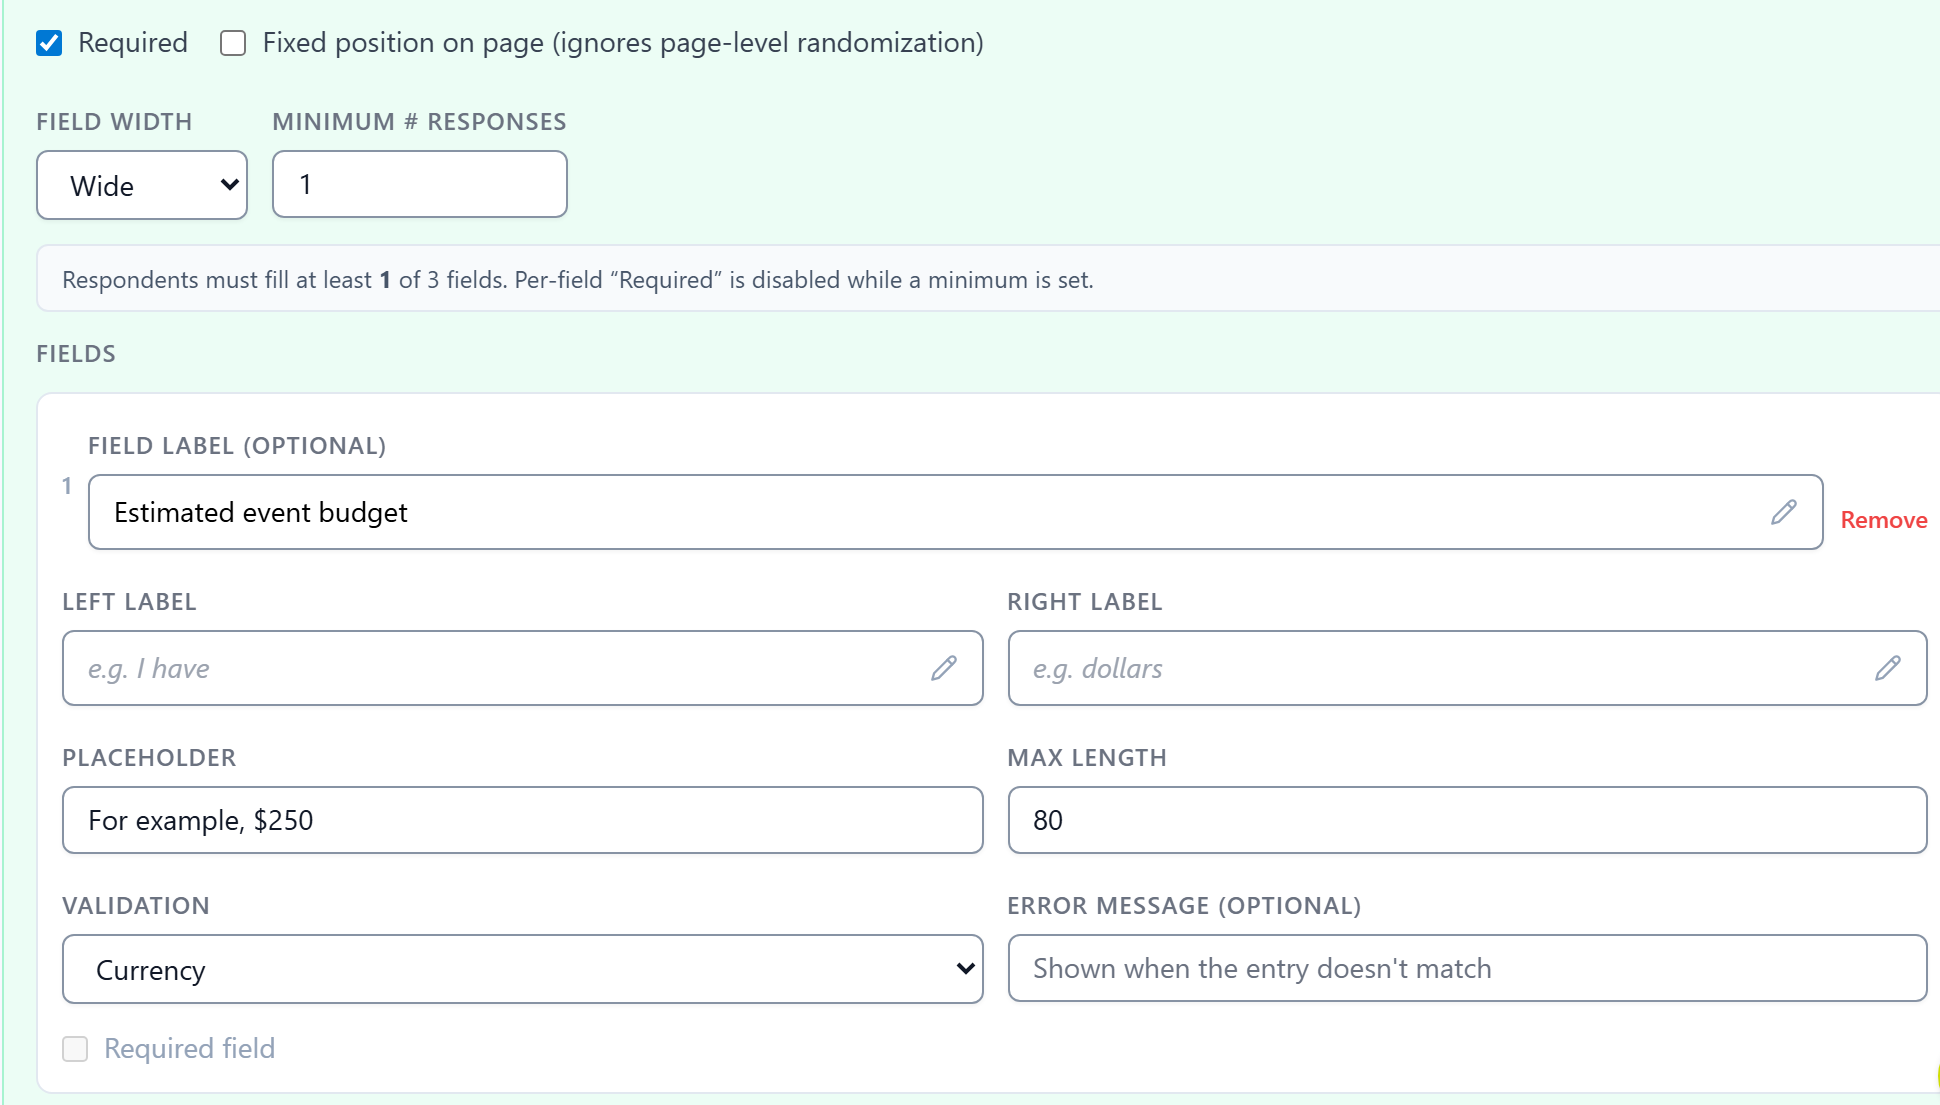 Required Fixed position on page (ignores page-level randomization)
FIELD WIDTH MINIMUM # RESPONSES
Wide 1
Respondents must fill at least 1 of 3 fields. Per-field “Required” is disabled while a minimum is set.
FIELDS
FIELD LABEL (OPTIONAL)
1 Estimated event budget Remove
LEFT LABEL RIGHT LABEL
e.g. I have e.g. dollars
PLACEHOLDER MAX LENGTH
For example, $250 80
VALIDATION ERROR MESSAGE (OPTIONAL)
Currency Shown when the entry doesn't match
Required field